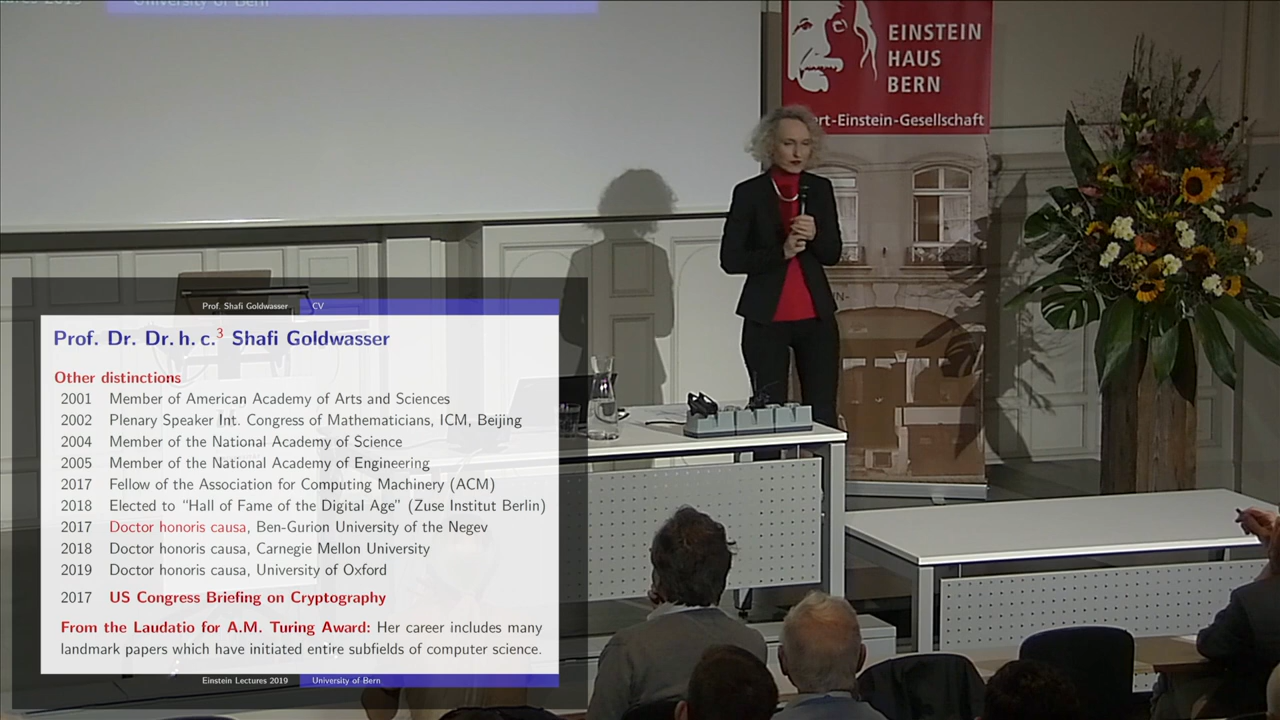 University of Bern
EINSTEIN
HAUS
BERN
ert-Einstein-Gesellschaft
Prof. Shafi Goldwasser CV
Prof. Dr. Dr. h. c.3 Shafi Goldwasser
Other distinctions
2001 Member of American Academy of Arts and Sciences
2002 Plenary Speaker Int. Congress of Mathematicians, ICM, Beijing
2004 Member of the National Academy of Science
2005 Member of the National Academy of Engineering
2017 Fellow of the Association for Computing Machinery (ACM)
2018 Elected to “Hall of Fame of the Digital Age” (Zuse Institut Berlin)
2017 Doctor honoris causa, Ben-Gurion University of the Negev
2018 Doctor honoris causa, Carnegie Mellon University
2019 Doctor honoris causa, University of Oxford
2017 US Congress Briefing on Cryptography
From the Laudatio for A.M. Turing Award: Her career includes many
landmark papers which have initiated entire subfields of computer science.
Einstein Lectures 2019 University of Bern